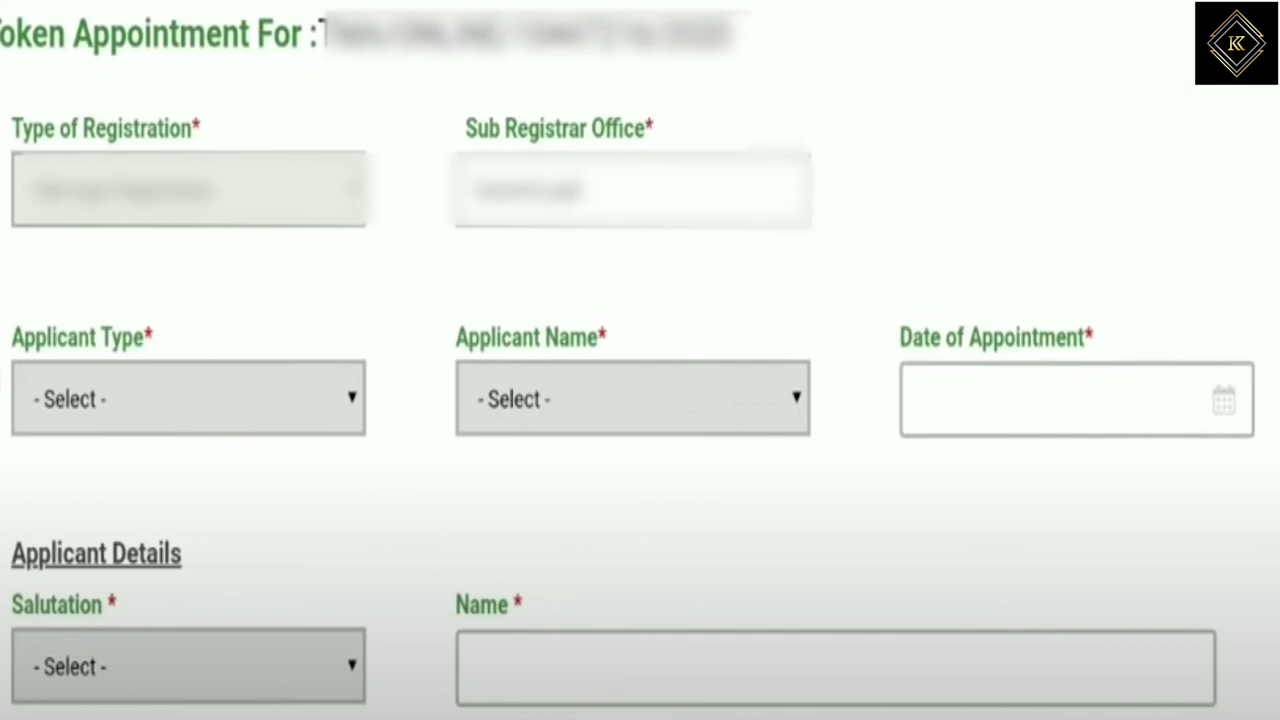 oken Appointment For :
KK
Type of Registration* Sub Registrar Office*
Applicant Type* Applicant Name* Date of Appointment*
- Select - - Select -
Applicant Details
Salutation * Name *
- Select -